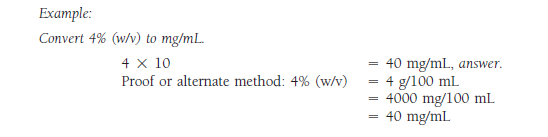 Example:
Convert 4% (w/v) to mg/mL.
4 × 10 = 40 mg/mL, answer.
Proof or alternate method: 4% (w/v) = 4 g/100 mL
= 4000 mg/100 mL
= 40 mg/mL